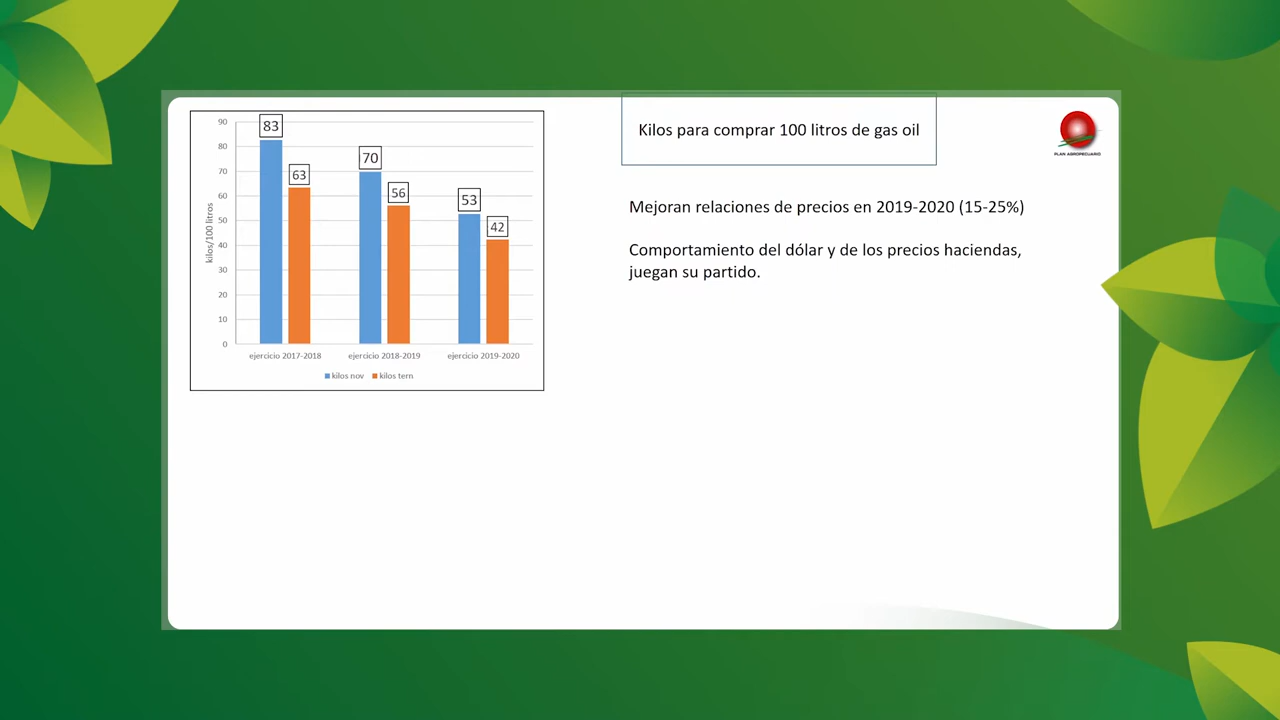 Kilos para comprar 100 litros de gas oil
PLAN AGROPECUARIO
Mejoran relaciones de precios en 2019-2020 (15-25%)
Comportamiento del dólar y de los precios haciendas,
juegan su partido.
kilos/100 litros
90
80
70
60
50
40
30
20
10
0
83
63
70
56
53
42
ejercicio 2017-2018
ejercicio 2018-2019
ejercicio 2019-2020
kilos nov
kilos tern